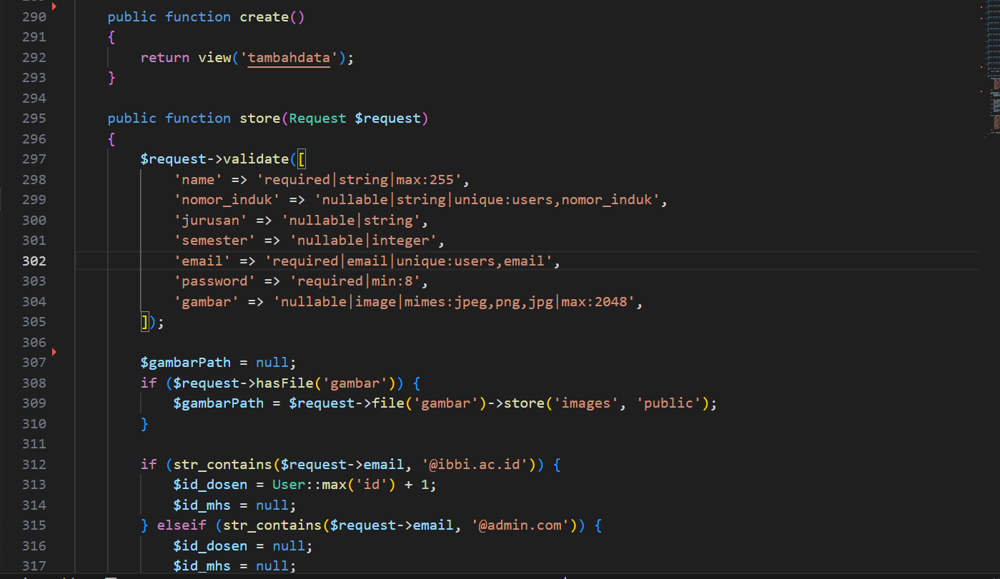 290 public function create()
291 {
292 return view('tambahdata');
293 }
294
295 public function store(Request $request)
296 {
297 $request->validate([
298 'name' => 'required|string|max:255',
299 'nomor_induk' => 'nullable|string|unique:users,nomor_induk',
300 'jurusan' => 'nullable|string',
301 'semester' => 'nullable|integer',
302 'email' => 'required|email|unique:users,email',
303 'password' => 'required|min:8',
304 'gambar' => 'nullable|image|mimes:jpeg,png,jpg|max:2048',
305 ]);
306
307 $gambarPath = null;
308 if ($request->hasFile('gambar')) {
309 $gambarPath = $request->file('gambar')->store('images', 'public');
310 }
311
312 if (str_contains($request->email, '@ibbi.ac.id')) {
313 $id_dosen = User::max('id') + 1;
314 $id_mhs = null;
315 } elseif (str_contains($request->email, '@admin.com')) {
316 $id_dosen = null;
317 $id_mhs = null;